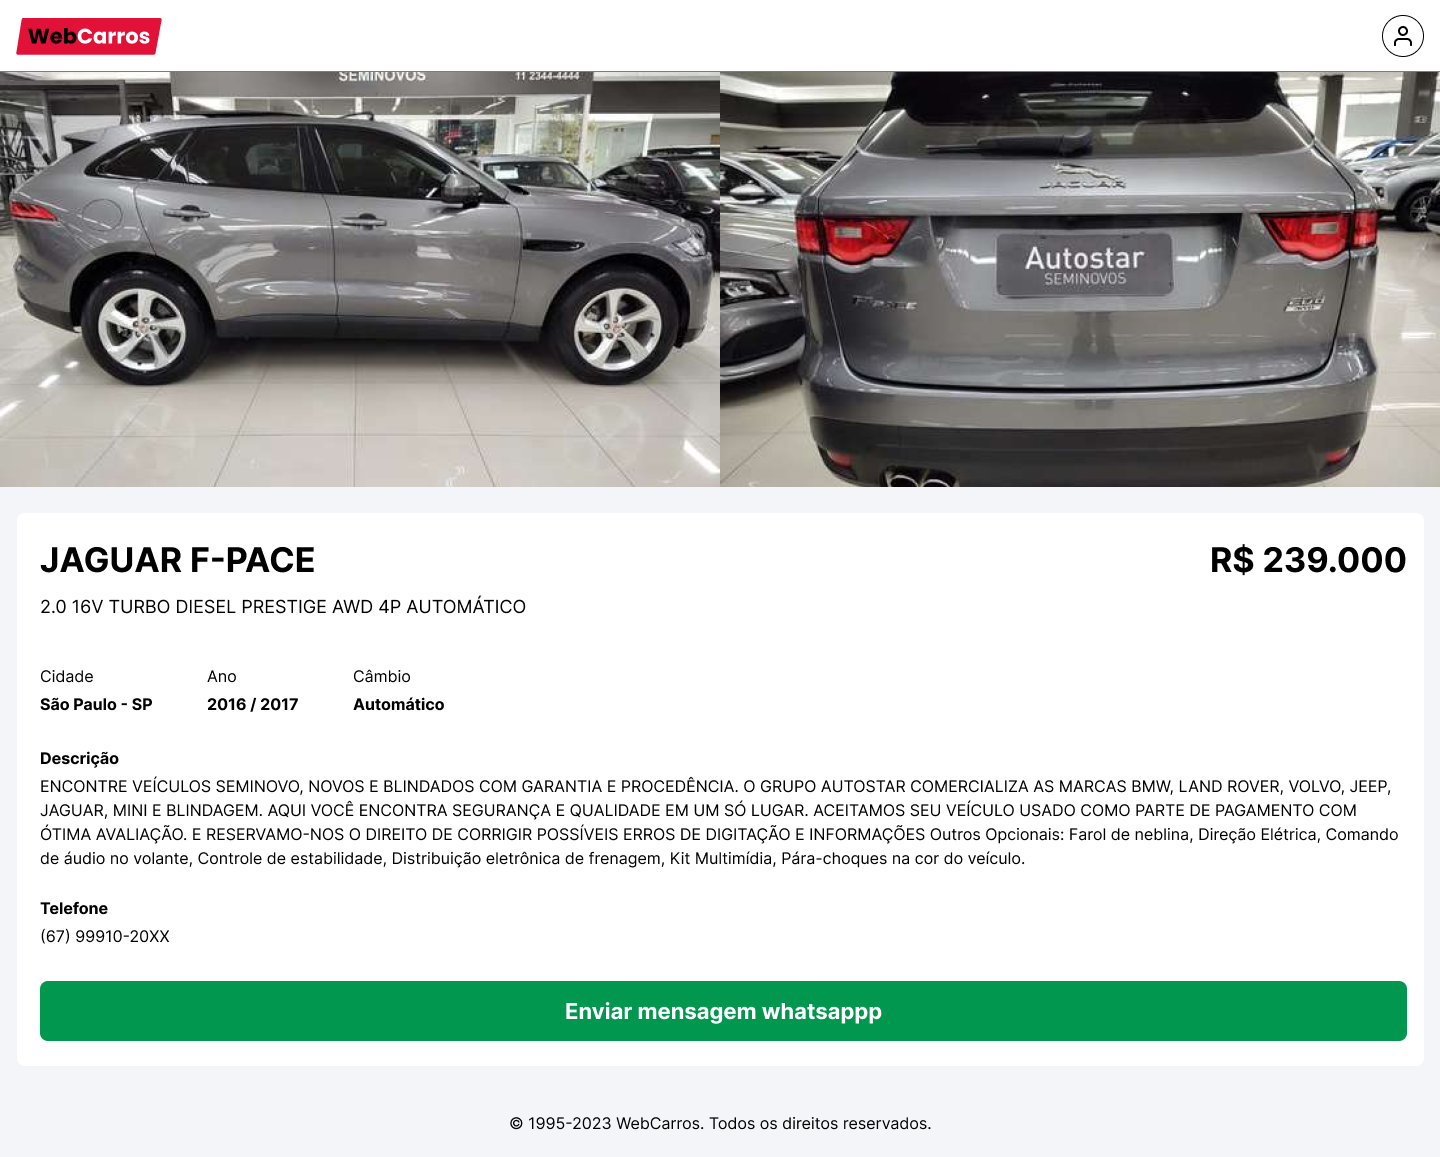 WebCarros
SEMINOVOS
11 2344-4444
Autostar
JAGUAR
Autostar
SEMINOVOS
F-PACE
JAGUAR F-PACE
R$ 239.000
2.0 16V TURBO DIESEL PRESTIGE AWD 4P AUTOMÁTICO
Cidade
Ano
Câmbio
São Paulo - SP
2016 / 2017
Automático
Descrição
ENCONTRE VEÍCULOS SEMINOVO, NOVOS E BLINDADOS COM GARANTIA E PROCEDÊNCIA. O GRUPO AUTOSTAR COMERCIALIZA AS MARCAS BMW, LAND ROVER, VOLVO, JEEP,
JAGUAR, MINI E BLINDAGEM. AQUI VOCÊ ENCONTRA SEGURANÇA E QUALIDADE EM UM SÓ LUGAR. ACEITAMOS SEU VEÍCULO USADO COMO PARTE DE PAGAMENTO COM
ÓTIMA AVALIAÇÃO. E RESERVAMO-NOS O DIREITO DE CORRIGIR POSSÍVEIS ERROS DE DIGITAÇÃO E INFORMAÇÕES Outros Opcionais: Farol de neblina, Direção Elétrica, Comando
de áudio no volante, Controle de estabilidade, Distribuição eletrônica de frenagem, Kit Multimídia, Pára-choques na cor do veículo.
Telefone
(67) 99910-20XX
Enviar mensagem whatsappp
© 1995-2023 WebCarros. Todos os direitos reservados.